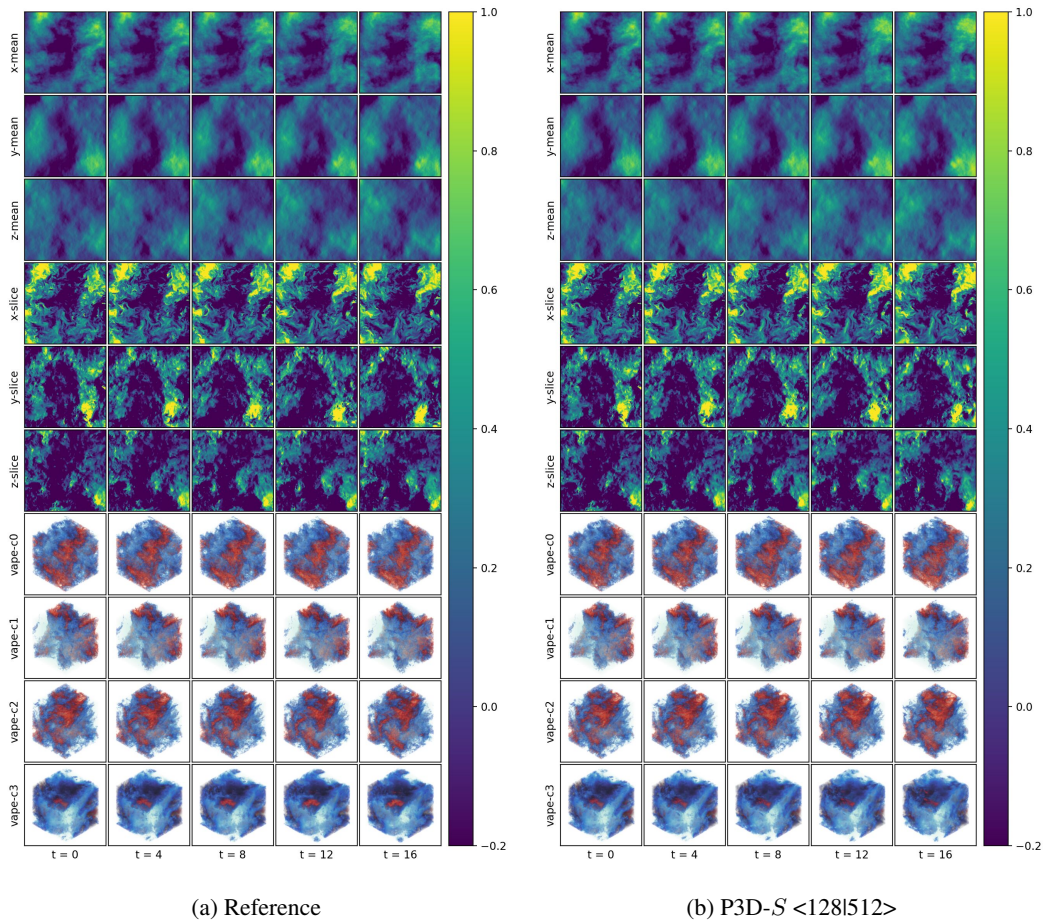 x-mean
y-mean
z-mean
x-slice
y-slice
z-slice
vape-c0
vape-c1
vape-c2
vape-c3
t = 0 t = 4 t = 8 t = 12 t = 16
1.0
0.8
0.6
0.4
0.2
0.0
−0.2
(a) Reference
x-mean
y-mean
z-mean
x-slice
y-slice
z-slice
vape-c0
vape-c1
vape-c2
vape-c3
t = 0 t = 4 t = 8 t = 12 t = 16
1.0
0.8
0.6
0.4
0.2
0.0
−0.2
(b) P3D-S <128|512>